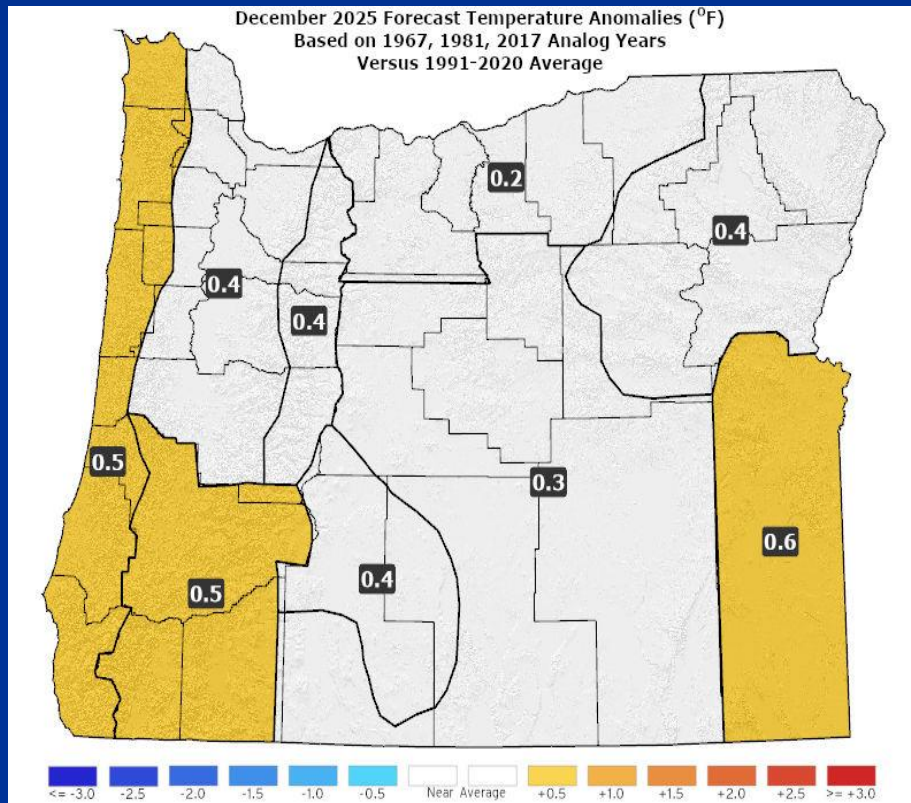 December 2025 Forecast Temperature Anomalies (°F)
Based on 1967, 1981, 2017 Analog Years
Versus 1991-2020 Average
0.2
0.4
0.4
0.4
0.5
0.3
0.6
0.4
0.5
<= -3.0 -2.5 -2.0 -1.5 -1.0 -0.5 Near Average +0.5 +1.0 +1.5 +2.0 +2.5 >= +3.0